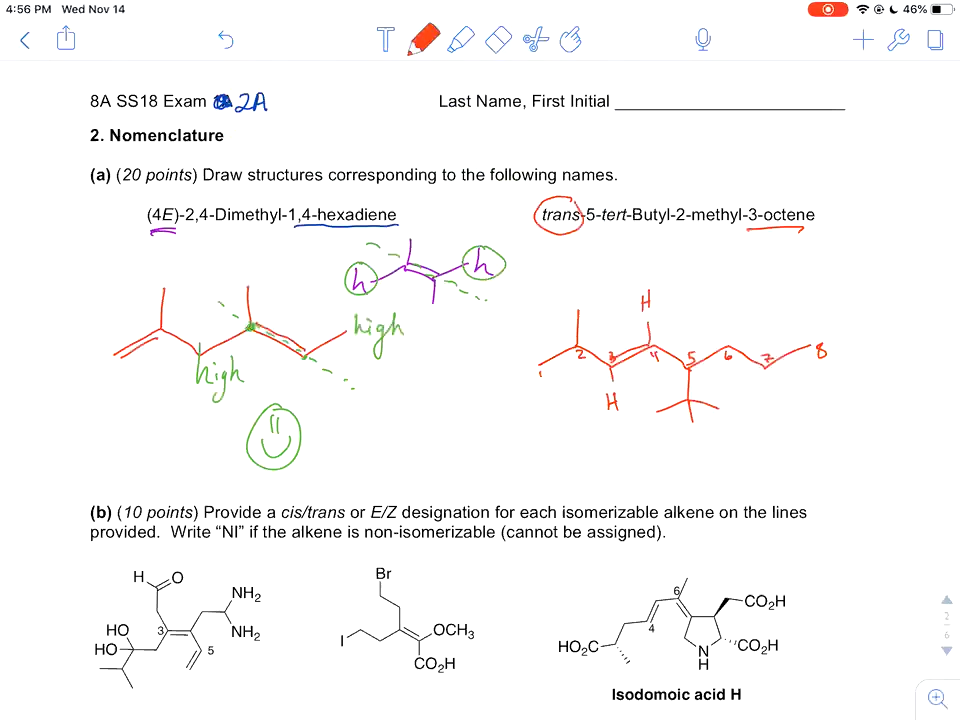 4:56 PM Wed Nov 14
46%
T
8A SS18 Exam 2A
Last Name, First Initial
2. Nomenclature
(a) (20 points) Draw structures corresponding to the following names.
(4E)-2,4-Dimethyl-1,4-hexadiene
trans-5-tert-Butyl-2-methyl-3-octene
h h
high
high
H
1 2 3 4 5 6 7 8
H
(b) (10 points) Provide a cis/trans or E/Z designation for each isomerizable alkene on the lines
provided. Write “NI” if the alkene is non-isomerizable (cannot be assigned).
H O
NH2
HO 3 NH2
HO 5
Br
I OCH3
CO2H
6
CO2H
4
HO2C CO2H
N
H
Isodomoic acid H
2
6